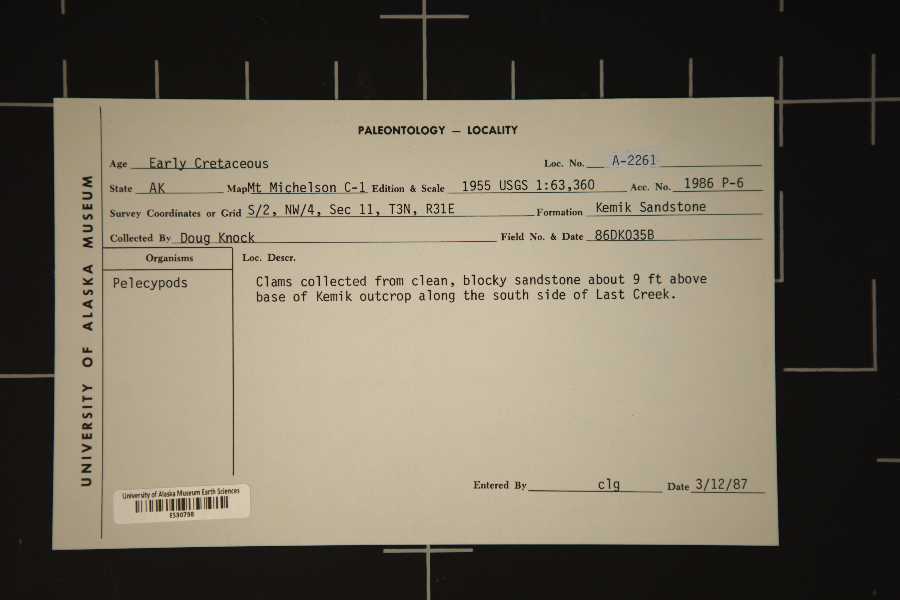 PALEONTOLOGY — LOCALITY
Age Early Cretaceous Loc. No. A-2261
State AK Map Mt Michelson C-1 Edition & Scale 1955 USGS 1:63,360 Acc. No. 1986 P-6
Survey Coordinates or Grid S/2, NW/4, Sec 11, T3N, R31E Formation Kemik Sandstone
Collected By Doug Knock Field No. & Date 86DK035B
Organisms Loc. Descr.
Pelecypods
Clams collected from clean, blocky sandstone about 9 ft above
base of Kemik outcrop along the south side of Last Creek.
Entered By clg Date 3/12/87
UNIVERSITY OF ALASKA MUSEUM
University of Alaska Museum Earth Sciences
ES30798